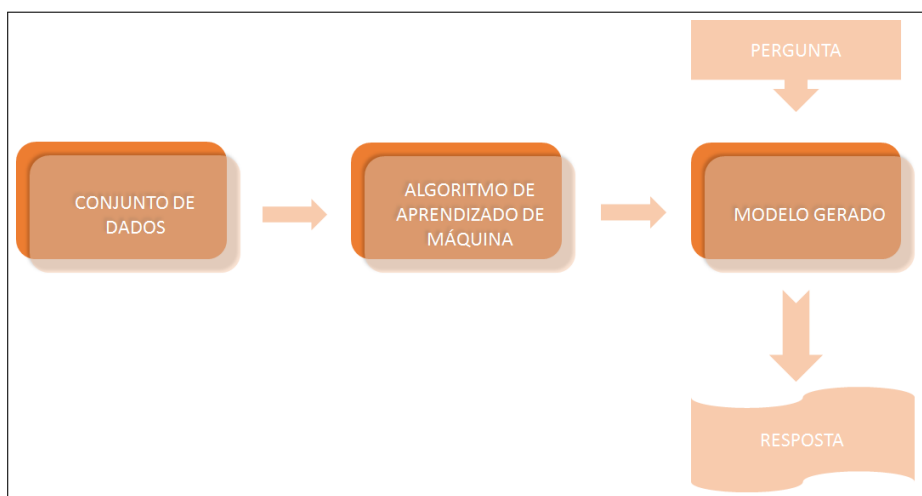 PERGUNTA
CONJUNTO DE
DADOS
ALGORITMO DE
APRENDIZADO DE
MÁQUINA
MODELO GERADO
RESPOSTA